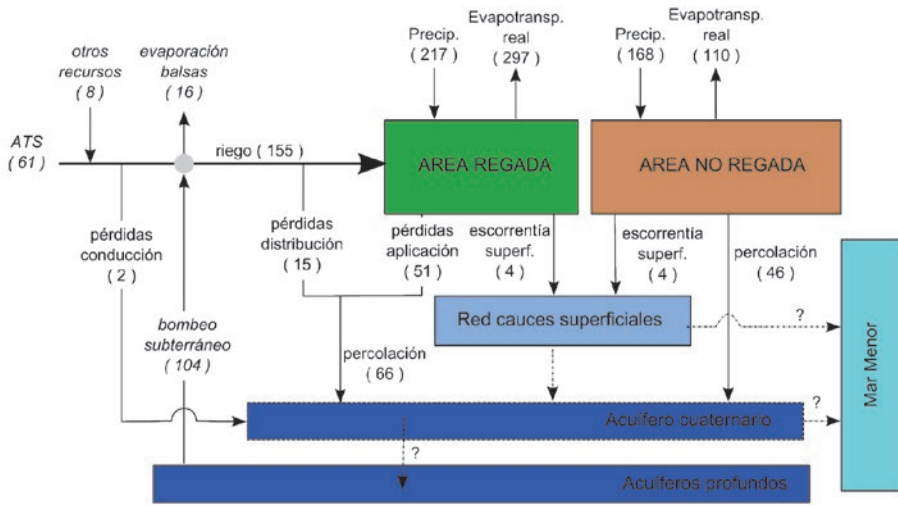 otros
recursos
( 8 )
evaporación
balsas
( 16 )
Precip.
( 217 )
Evapotransp.
real
( 297 )
Precip.
( 168 )
Evapotransp.
real
( 110 )
ATS
( 61 )
riego ( 155 )
AREA REGADA
AREA NO REGADA
pérdidas
conducción
( 2 )
pérdidas
distribución
( 15 )
pérdidas
aplicación
( 51 )
escorrentía
superf.
( 4 )
escorrentía
superf.
( 4 )
percolación
( 46 )
bombeo
subterráneo
( 104 )
Red cauces superficiales
?
Mar Menor
percolación
( 66 )
Acuífero cuaternario
?
?
Acuíferos profundos